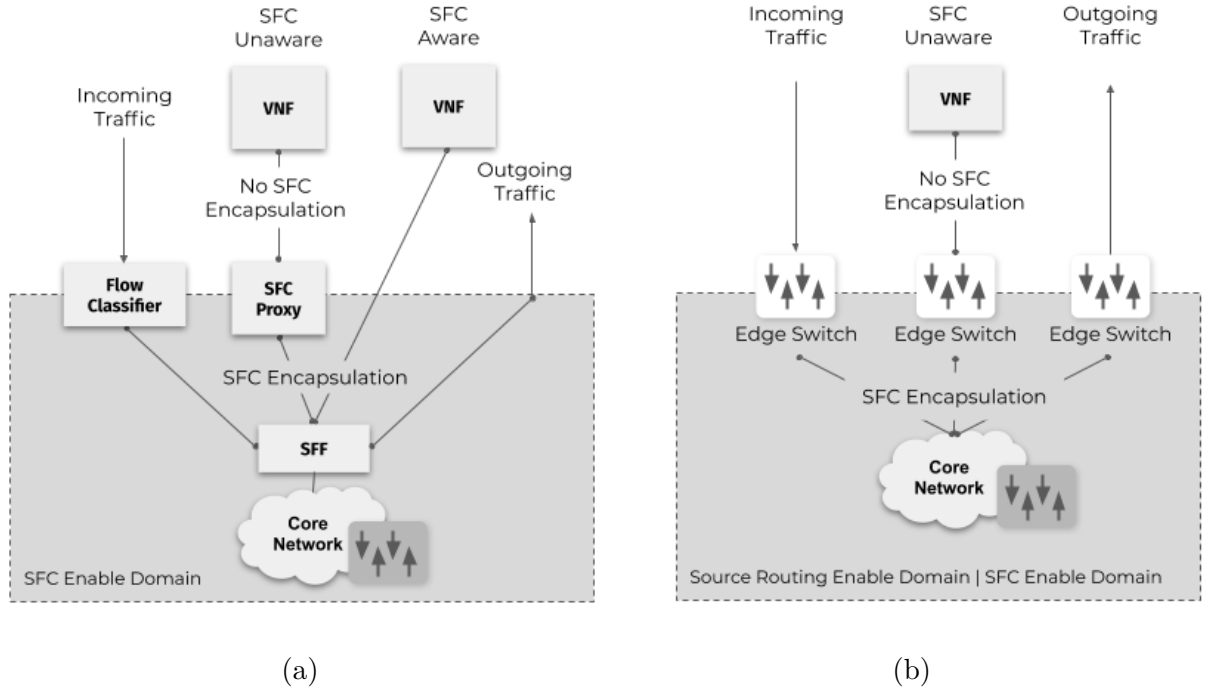 SFC
Unaware
SFC
Aware
Incoming
Traffic
VNF
VNF
No SFC
Encapsulation
Outgoing
Traffic
Flow
Classifier
SFC
Proxy
SFC Encapsulation
SFF
Core
Network
SFC Enable Domain
(a)
Incoming
Traffic
SFC
Unaware
Outgoing
Traffic
VNF
No SFC
Encapsulation
Edge Switch
Edge Switch
Edge Switch
SFC Encapsulation
Core
Network
Source Routing Enable Domain | SFC Enable Domain
(b)